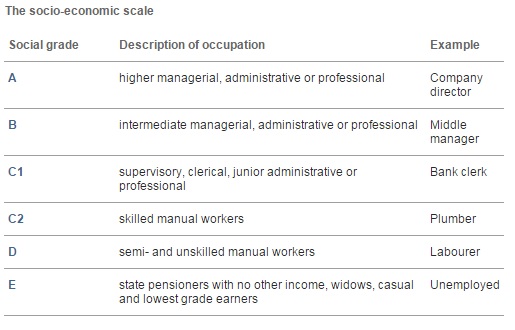 The socio-economic scale
Social grade Description of occupation Example
A higher managerial, administrative or professional Company
director
B intermediate managerial, administrative or professional Middle
manager
C1 supervisory, clerical, junior administrative or Bank clerk
professional
C2 skilled manual workers Plumber
D semi- and unskilled manual workers Labourer
E state pensioners with no other income, widows, casual Unemployed
and lowest grade earners